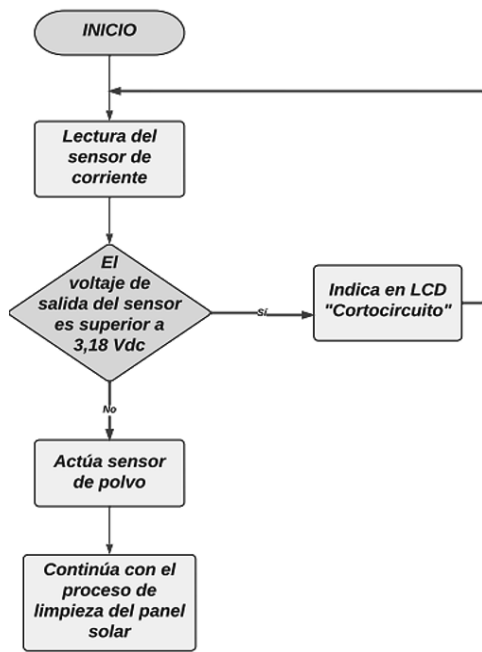 INICIO
Lectura del
sensor de
corriente
El
voltaje de
salida del sensor
es superior a
3,18 Vdc
Sí
Indica en LCD
"Cortocircuito"
No
Actúa sensor
de polvo
Continúa con el
proceso de
limpieza del panel
solar